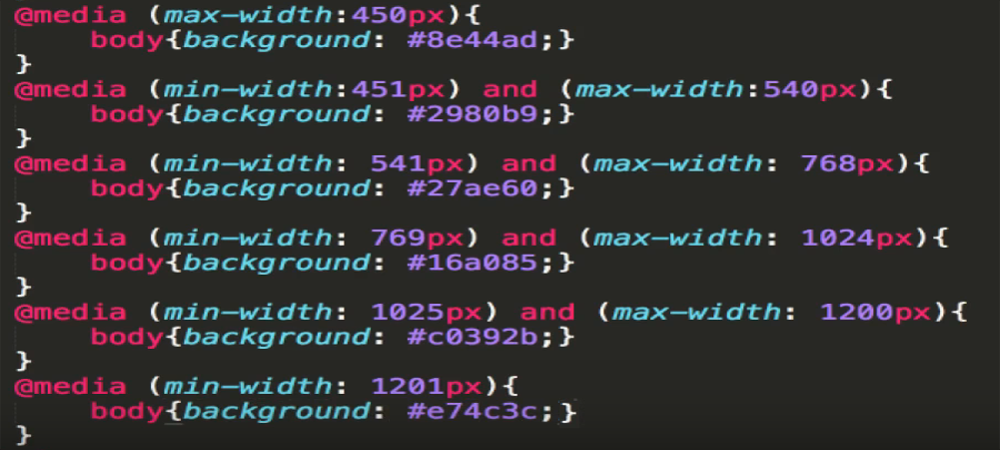 @media (max-width:450px){
    body{background: #8e44ad;}
}
@media (min-width:451px) and (max-width:540px){
    body{background: #2980b9;}
}
@media (min-width: 541px) and (max-width: 768px){
    body{background: #27ae60;}
}
@media (min-width: 769px) and (max-width: 1024px){
    body{background: #16a085;}
}
@media (min-width: 1025px) and (max-width: 1200px){
    body{background: #c0392b;}
}
@media (min-width: 1201px){
    body{background: #e74c3c;}
}